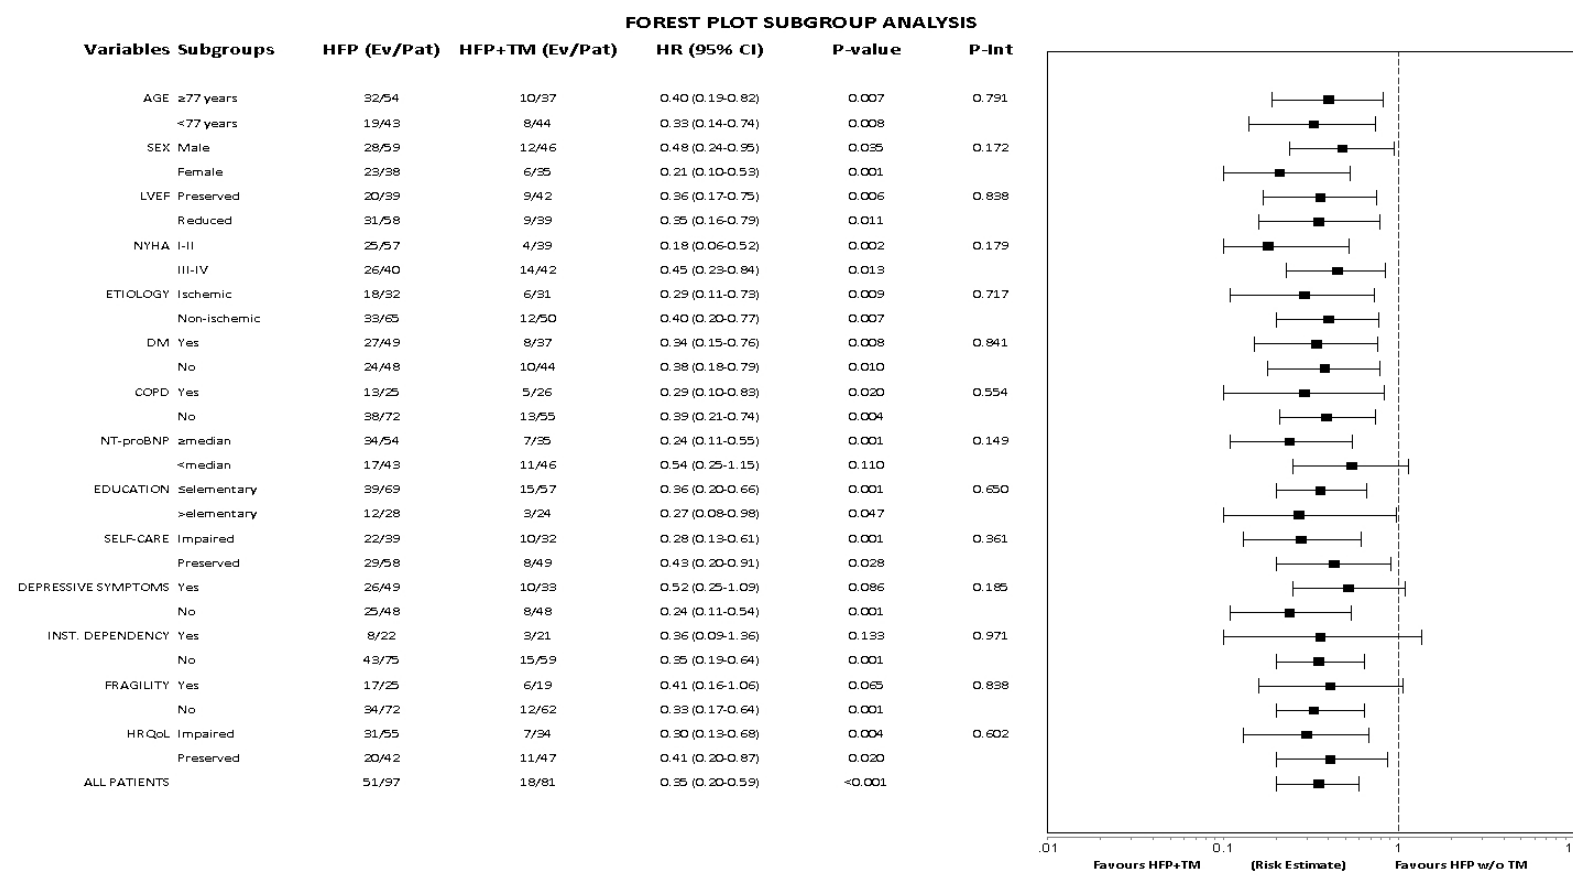 FOREST PLOT SUBGROUP ANALYSIS
Variables Subgroups HFP (Ev/Pat) HFP+TM (Ev/Pat) HR (95% CI) P-value P-Int
AGE ≥77 years 32/54 10/37 0.40 (0.19-0.82) 0.007 0.791
<77 years 19/43 8/44 0.33 (0.14-0.74) 0.008
SEX Male 28/59 12/46 0.48 (0.24-0.95) 0.035 0.172
Female 23/38 6/35 0.21 (0.10-0.53) 0.001
LVEF Preserved 20/39 9/42 0.36 (0.17-0.75) 0.006 0.838
Reduced 31/58 9/39 0.35 (0.16-0.79) 0.011
NYHA I-II 25/57 4/39 0.18 (0.06-0.52) 0.002 0.179
III-IV 26/40 14/42 0.45 (0.23-0.84) 0.013
ETIOLOGY Ischemic 18/32 6/31 0.29 (0.11-0.73) 0.009 0.717
Non-ischemic 33/65 12/50 0.40 (0.20-0.77) 0.007
DM Yes 27/49 8/37 0.34 (0.15-0.76) 0.008 0.841
No 24/48 10/44 0.38 (0.18-0.79) 0.010
COPD Yes 13/25 5/26 0.29 (0.10-0.83) 0.020 0.554
No 38/72 13/55 0.39 (0.21-0.74) 0.004
NT-proBNP ≥median 34/54 7/35 0.24 (0.11-0.55) 0.001 0.149
<median 17/43 11/46 0.54 (0.25-1.15) 0.110
EDUCATION ≤elementary 39/69 15/57 0.36 (0.20-0.66) 0.001 0.650
>elementary 12/28 3/24 0.27 (0.08-0.98) 0.047
SELF-CARE Impaired 22/39 10/32 0.28 (0.13-0.61) 0.001 0.361
Preserved 29/58 8/49 0.43 (0.20-0.91) 0.028
DEPRESSIVE SYMPTOMS Yes 26/49 10/33 0.52 (0.25-1.09) 0.086 0.185
No 25/48 8/48 0.24 (0.11-0.54) 0.001
INST. DEPENDENCY Yes 8/22 3/21 0.36 (0.09-1.36) 0.133 0.971
No 43/75 15/59 0.35 (0.19-0.64) 0.001
FRAGILITY Yes 17/25 6/19 0.41 (0.16-1.06) 0.065 0.838
No 34/72 12/62 0.33 (0.17-0.64) 0.001
HRQoL Impaired 31/55 7/34 0.30 (0.13-0.68) 0.004 0.602
Preserved 20/42 11/47 0.41 (0.20-0.87) 0.020
ALL PATIENTS 51/97 18/81 0.35 (0.20-0.59) <0.001
.01 0.1 1 1
Favours HFP+TM (Risk Estimate) Favours HFP w/o TM